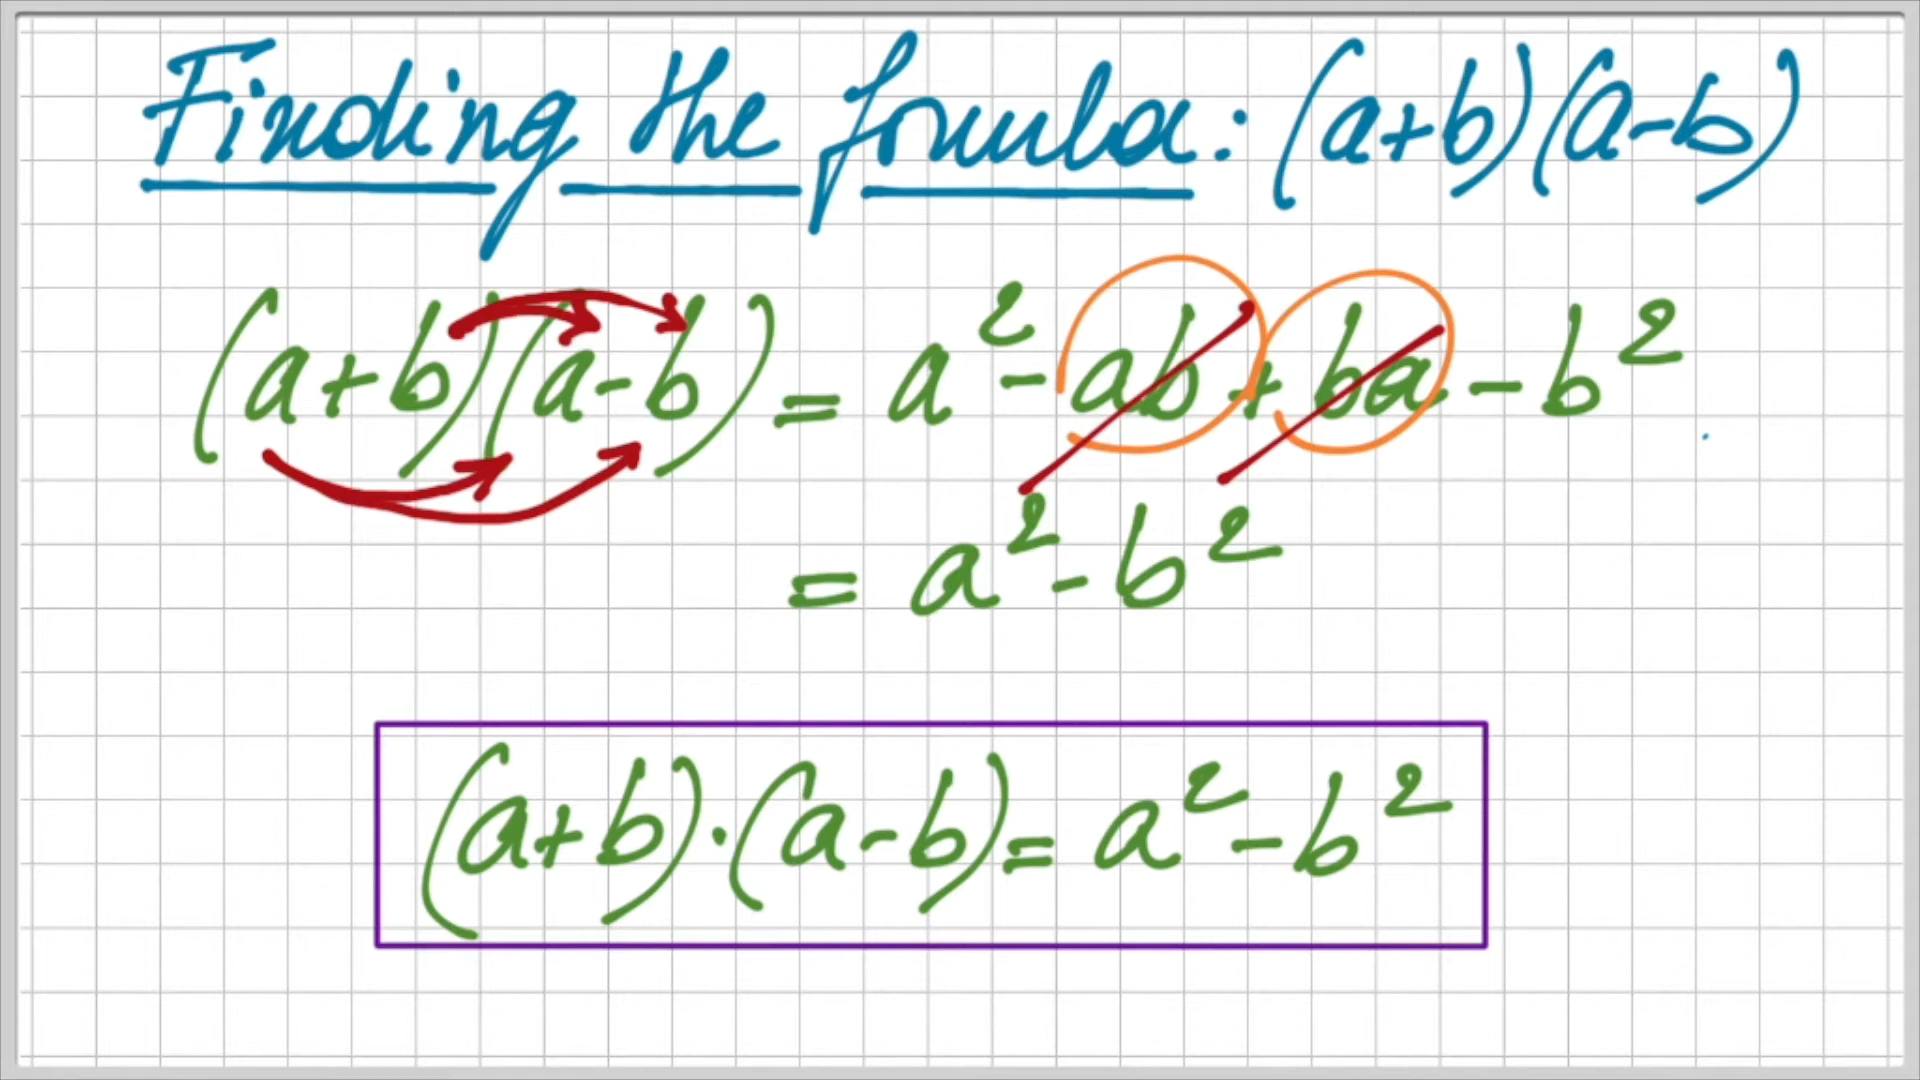 Finding the formula: (a+b)(a-b)
(a+b)(a-b) = a² - ab + ba - b²
= a² - b²
(a+b)·(a-b) = a² - b²